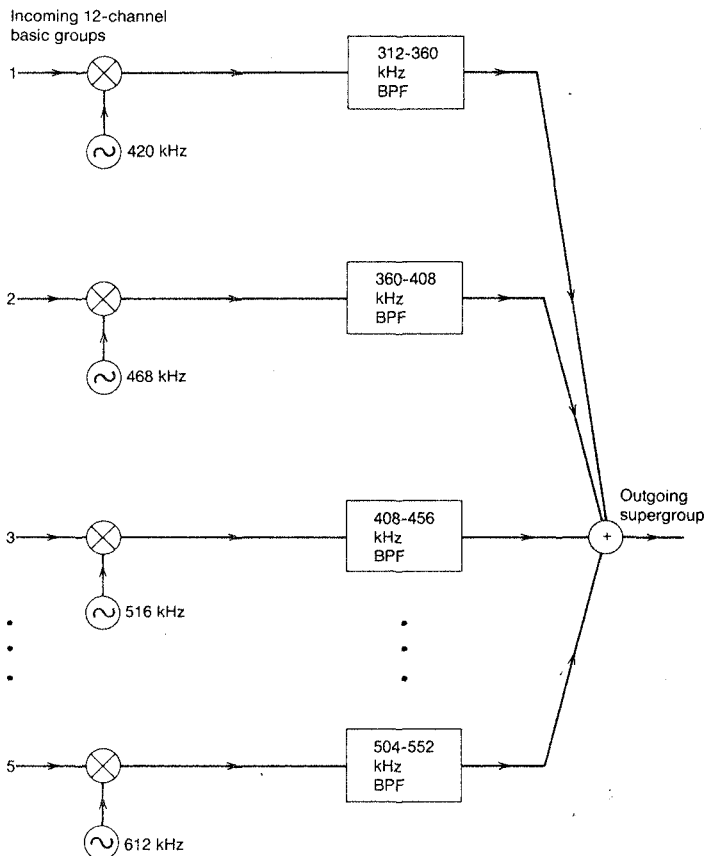 Incoming 12-channel
basic groups
1
312-360
kHz
BPF
420 kHz
2
360-408
kHz
BPF
468 kHz
3
408-456
kHz
BPF
Outgoing
supergroup
+
516 kHz
5
504-552
kHz
BPF
612 kHz